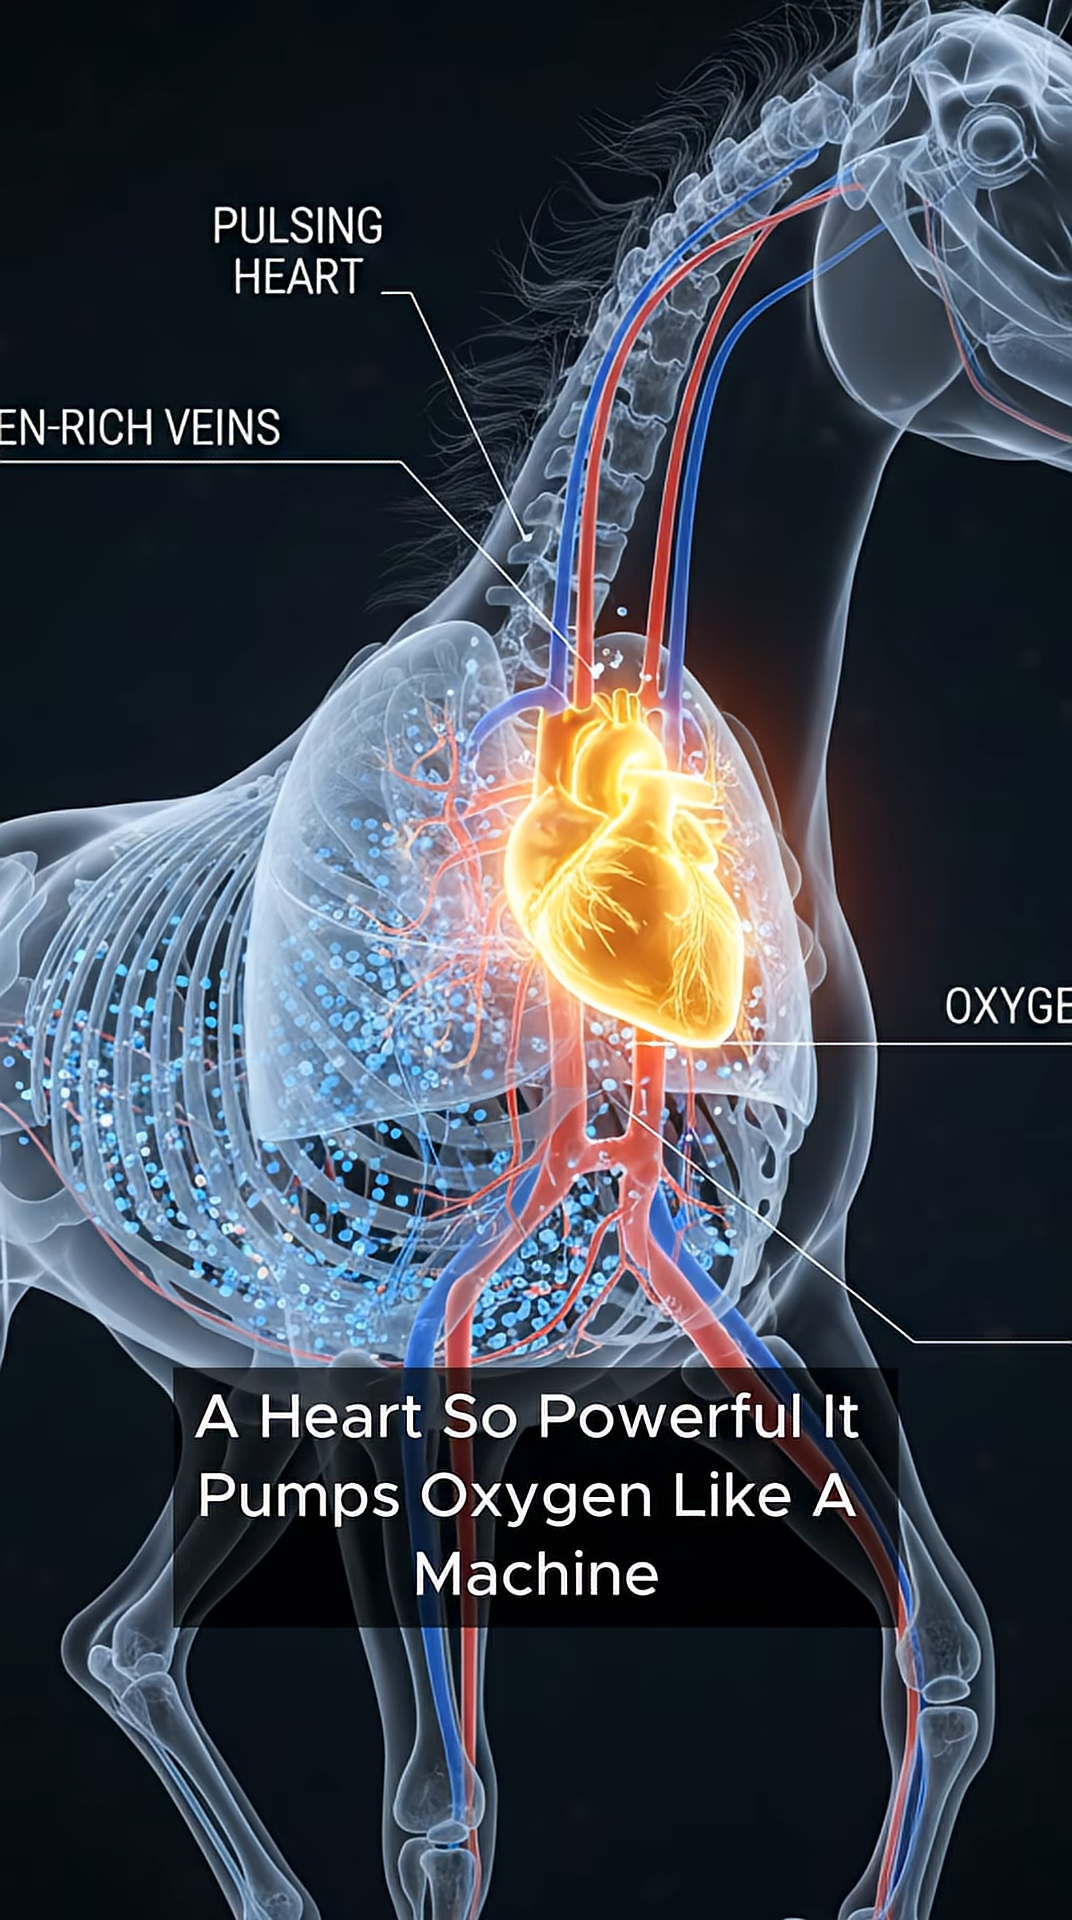 PULSING
HEART
EN-RICH VEINS
OXYGE
A Heart So Powerful It
Pumps Oxygen Like A
Machine